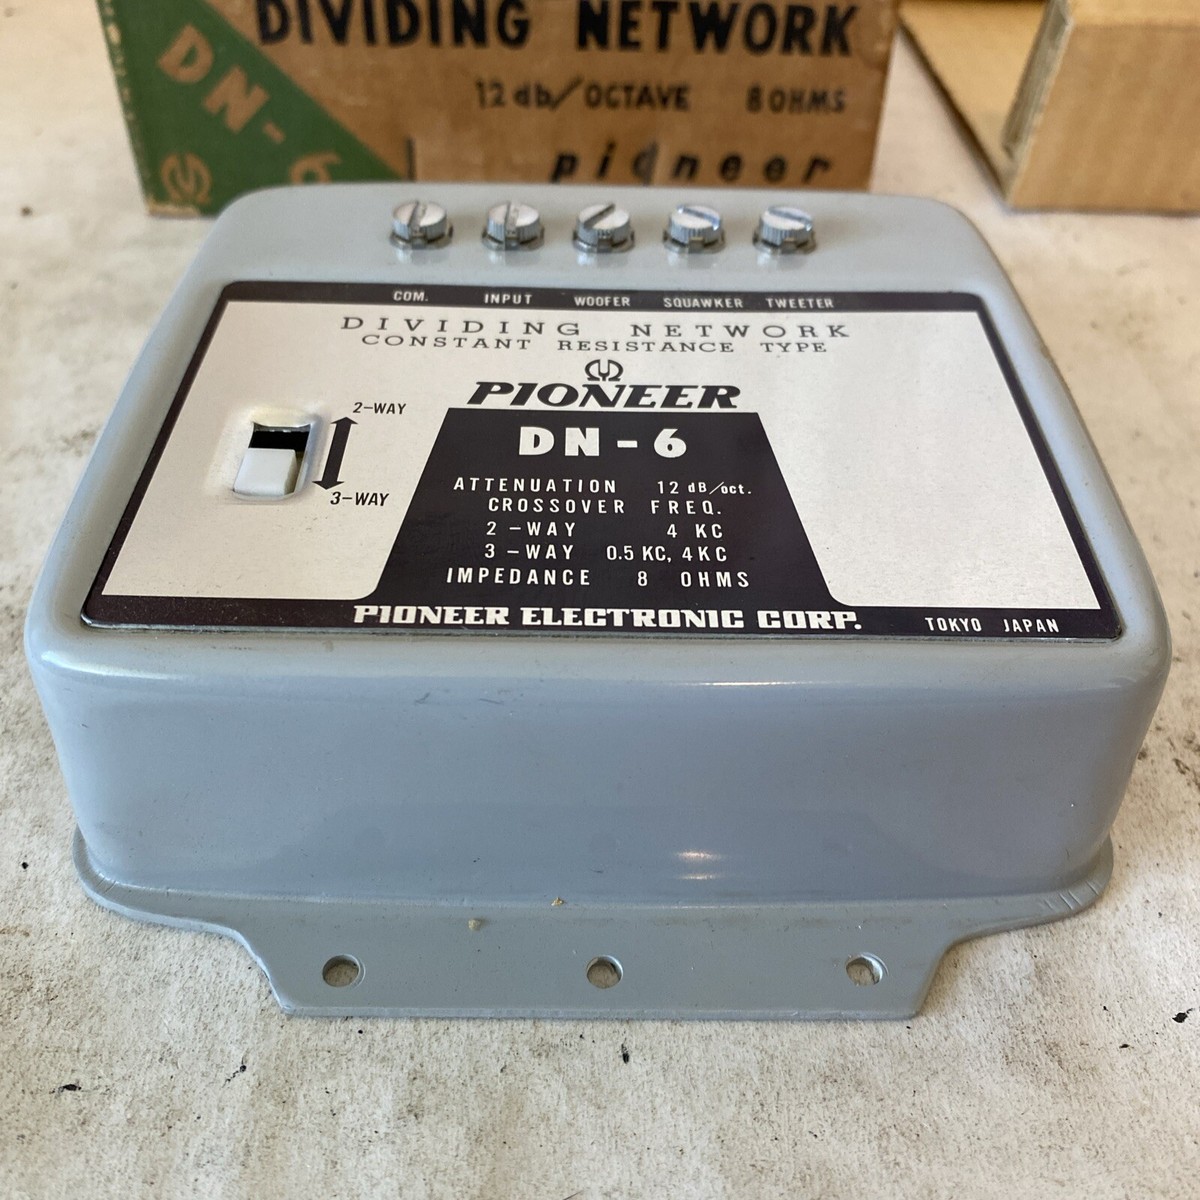 DIVIDING NETWORK
DN-6
12 db/OCTAVE 8 OHMS
pioneer
COM. INPUT WOOFER SQUAWKER TWEETER
DIVIDING NETWORK
CONSTANT RESISTANCE TYPE
PIONEER
2-WAY
3-WAY
DN-6
ATTENUATION 12 dB/oct.
CROSSOVER FREQ.
2-WAY 4 KC
3-WAY 0.5 KC, 4 KC
IMPEDANCE 8 OHMS
PIONEER ELECTRONIC CORP.
TOKYO JAPAN